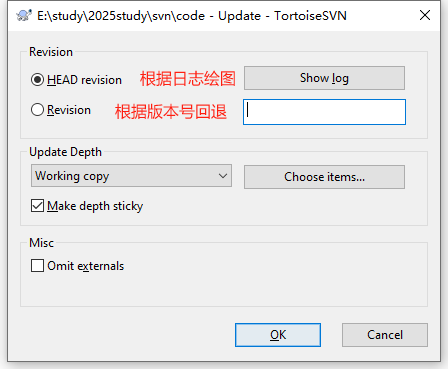 E:\study\2025study\svn\code - Update - TortoiseSVN
Revision
HEAD revision 根据日志绘图 Show log
Revision 根据版本号回退
Update Depth
Working copy Choose items...
Make depth sticky
Misc
Omit externals
OK Cancel